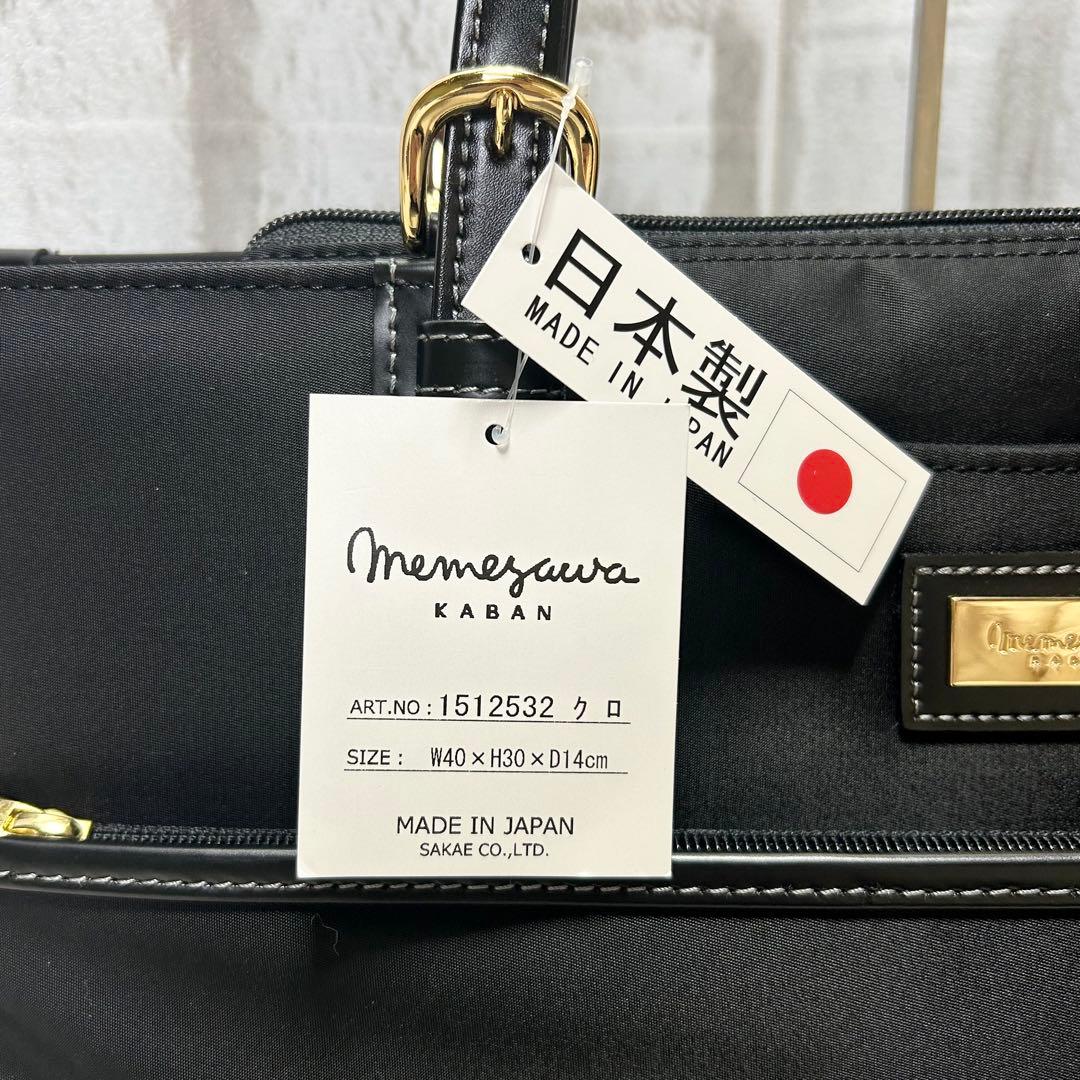 日本製
MADE IN JAPAN
memezawa
KABAN
ART.NO : 1512532 ｸ ﾛ
SIZE : W40×H30×D14cm
MADE IN JAPAN
SAKAE CO.,LTD.